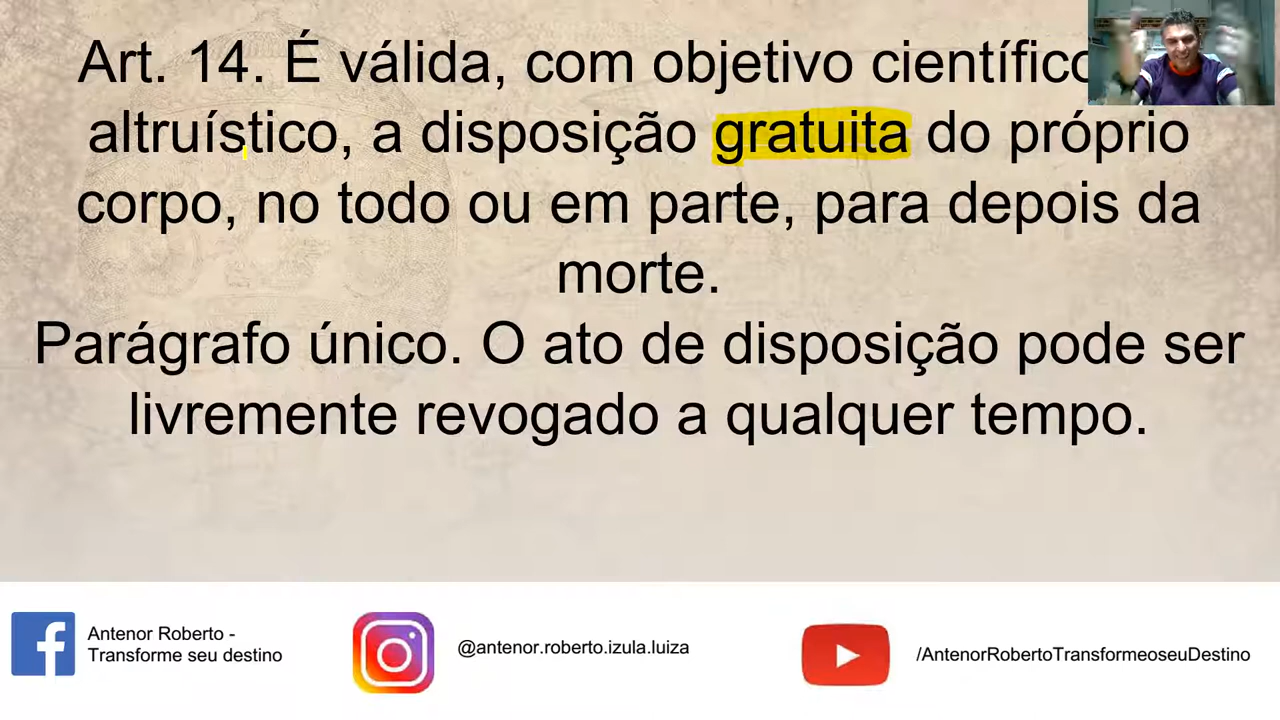 Art. 14. É válida, com objetivo científico
altruístico, a disposição gratuita do próprio
corpo, no todo ou em parte, para depois da
morte.
Parágrafo único. O ato de disposição pode ser
livremente revogado a qualquer tempo.
Antenor Roberto -
Transforme seu destino
@antenor.roberto.izula.luiza
/AntenorRobertoTransformeoseuDestino